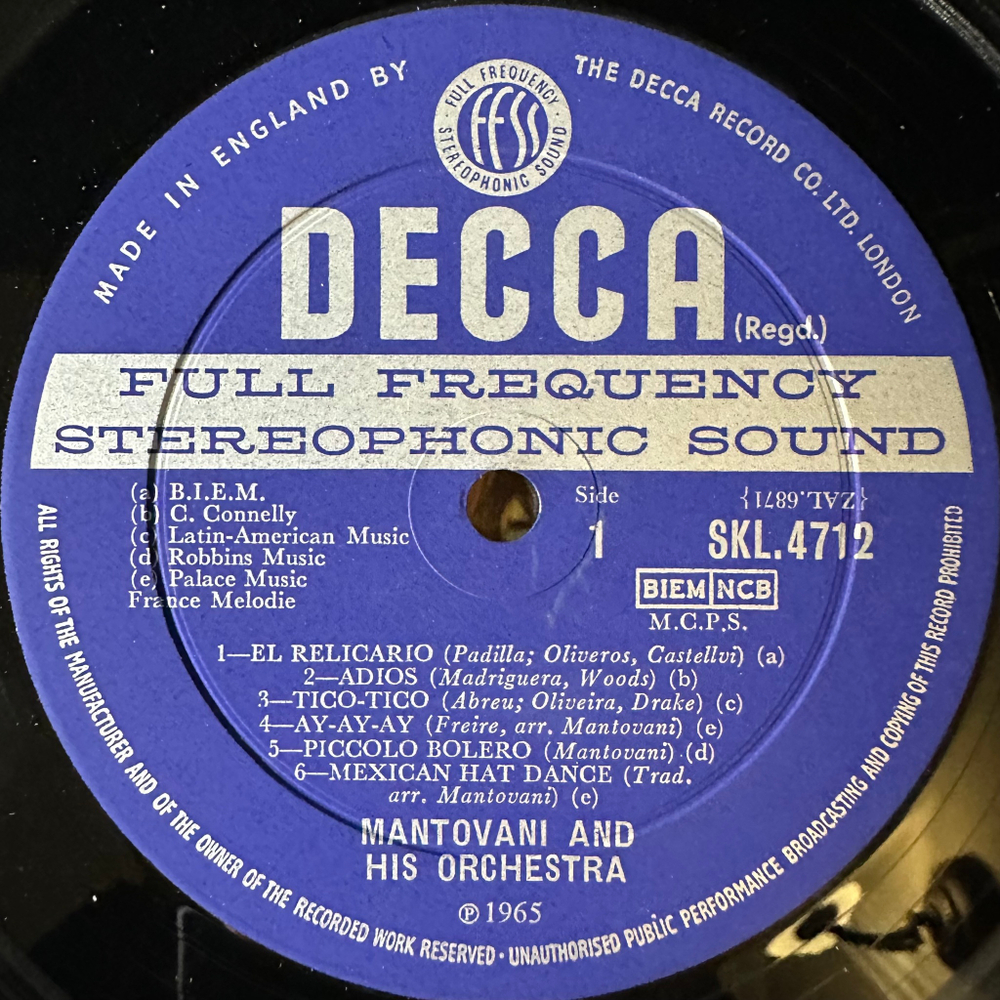 MADE IN ENGLAND BY
THE DECCA RECORD CO. LTD. LONDON
FULL FREQUENCY
STEREOPHONIC SOUND
FFSS
DECCA
(Regd.)
FULL FREQUENCY
STEREOPHONIC SOUND
(a) B.I.E.M.
(b) C. Connelly
(c) Latin-American Music
(d) Robbins Music
(e) Palace Music
France Melodie
Side
1
{ZAL.6871}
SKL.4712
BIEM NCB
M.C.P.S.
1—EL RELICARIO (Padilla; Oliveros, Castellvi) (a)
2—ADIOS (Madriguera, Woods) (b)
3—TICO-TICO (Abreu; Oliveira, Drake) (c)
4—AY-AY-AY (Freire, arr. Mantovani) (e)
5—PICCOLO BOLERO (Mantovani) (d)
6—MEXICAN HAT DANCE (Trad.
arr. Mantovani) (e)
MANTOVANI AND
HIS ORCHESTRA
℗ 1965
ALL RIGHTS OF THE MANUFACTURER AND OF THE OWNER OF THE RECORDED WORK RESERVED · UNAUTHORISED PUBLIC PERFORMANCE BROADCASTING AND COPYING OF THIS RECORD PROHIBITED